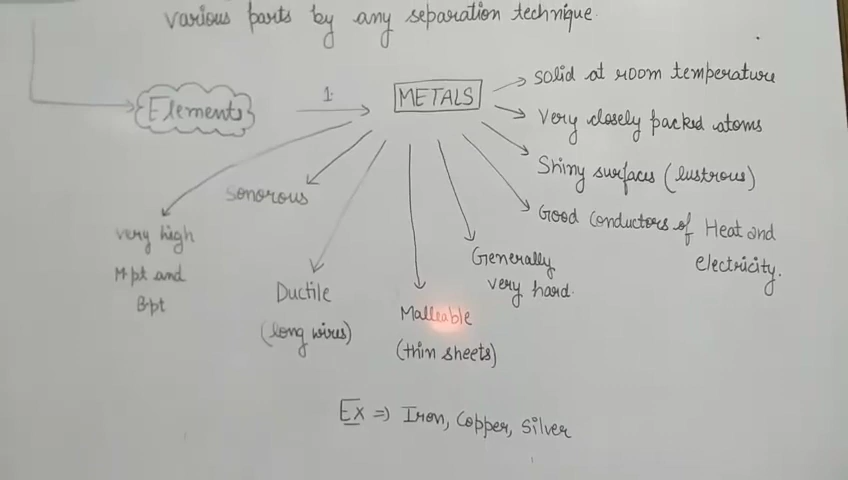 various parts by any separation technique.
Elements
1
METALS
solid at room temperature
very closely packed atoms
Shiny surfaces (lustrous)
Good conductors of Heat and
electricity.
Generally
very hard.
Malleable
(thin sheets)
Ductile
(long wires)
sonorous
very high
M.pt and
B.pt
Ex => Iron, Copper, Silver